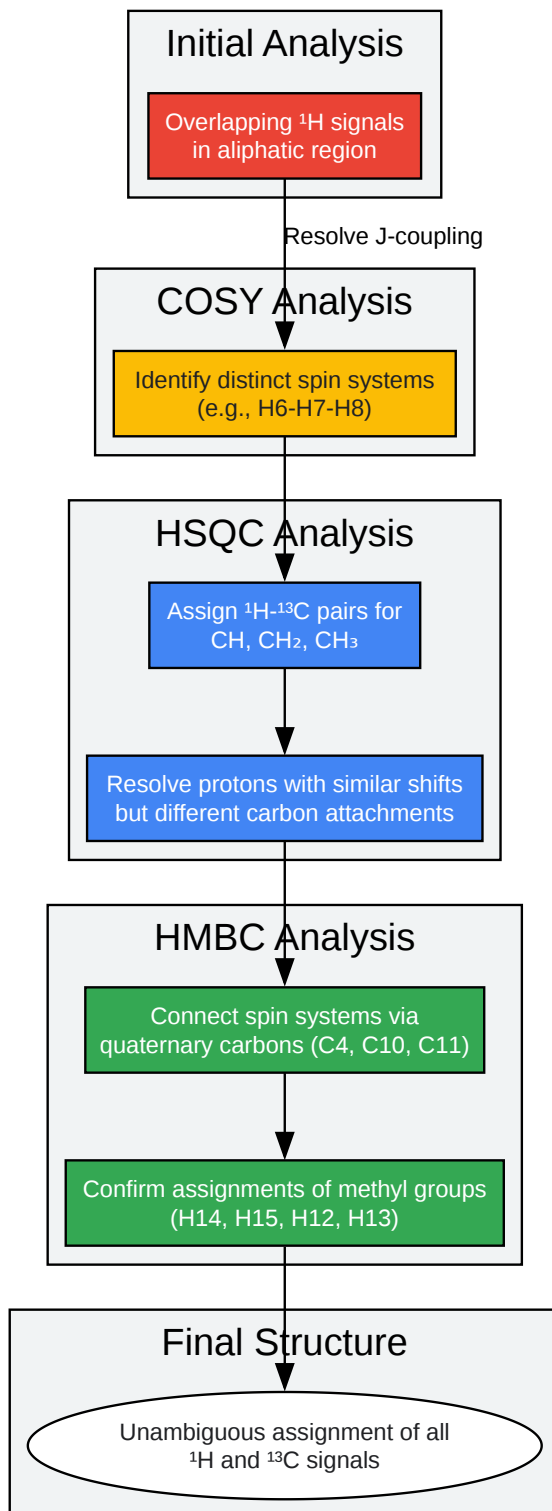 Initial Analysis
Overlapping ¹H signals
in aliphatic region
Resolve J-coupling
COSY Analysis
Identify distinct spin systems
(e.g., H6-H7-H8)
HSQC Analysis
Assign ¹H-¹³C pairs for
CH, CH₂, CH₃
Resolve protons with similar shifts
but different carbon attachments
HMBC Analysis
Connect spin systems via
quaternary carbons (C4, C10, C11)
Confirm assignments of methyl groups
(H14, H15, H12, H13)
Final Structure
Unambiguous assignment of all
¹H and ¹³C signals